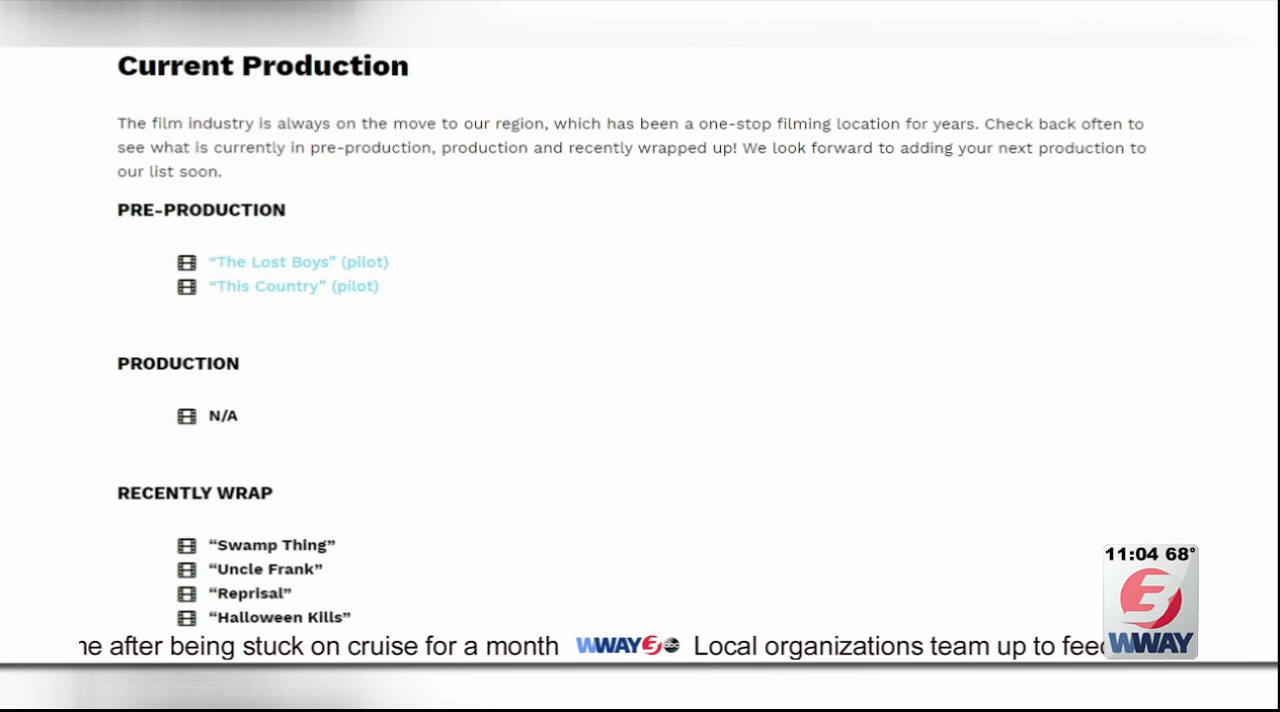 Current Production
The film industry is always on the move to our region, which has been a one-stop filming location for years. Check back often to
see what is currently in pre-production, production and recently wrapped up! We look forward to adding your next production to
our list soon.
PRE-PRODUCTION
“The Lost Boys” (pilot)
“This Country” (pilot)
PRODUCTION
N/A
RECENTLY WRAP
“Swamp Thing”
“Uncle Frank”
“Reprisal”
“Halloween Kills”
11:04 68°
3
WWAY
after being stuck on cruise for a month WWAY3 abc Local organizations team up to